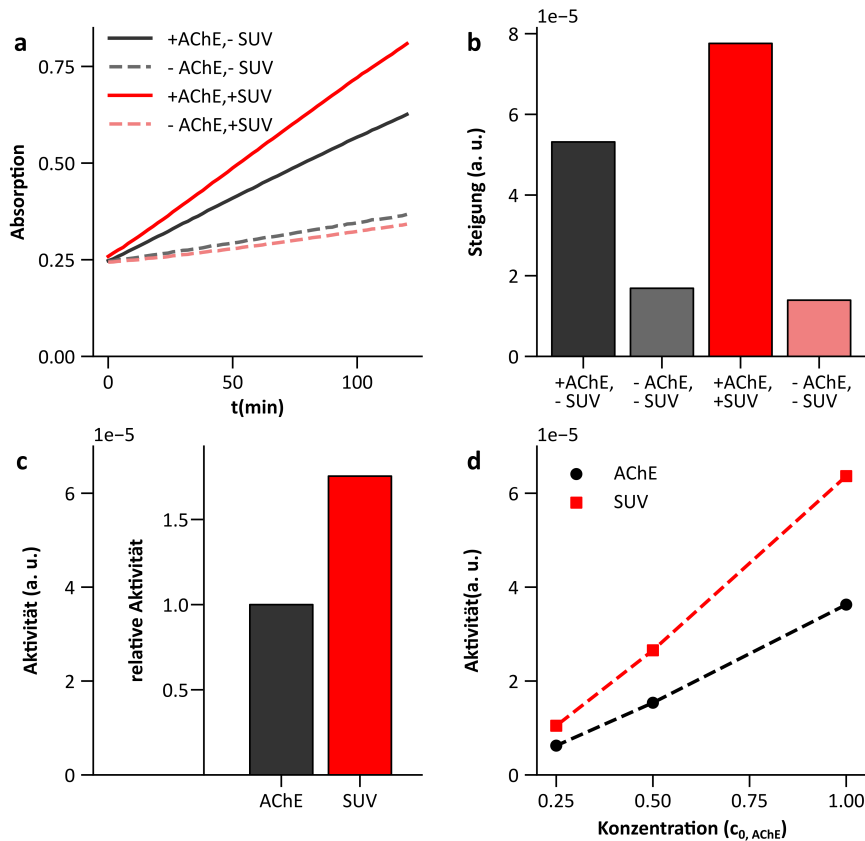 a
+AChE,- SUV
- AChE,- SUV
+AChE,+SUV
- AChE,+SUV
Absorption
0.75
0.50
0.25
0.00
0
50
100
t(min)
b
1e−5
Steigung (a. u.)
8
6
4
2
0
+AChE,
- SUV
- AChE,
- SUV
+AChE,
+SUV
- AChE,
- SUV
c
1e−5
Aktivität (a. u.)
6
4
2
0
relative Aktivität
1.5
1.0
0.5
AChE
SUV
d
1e−5
AChE
SUV
Aktivität(a. u.)
6
4
2
0
0.25
0.50
0.75
1.00
Konzentration (c0, AChE)